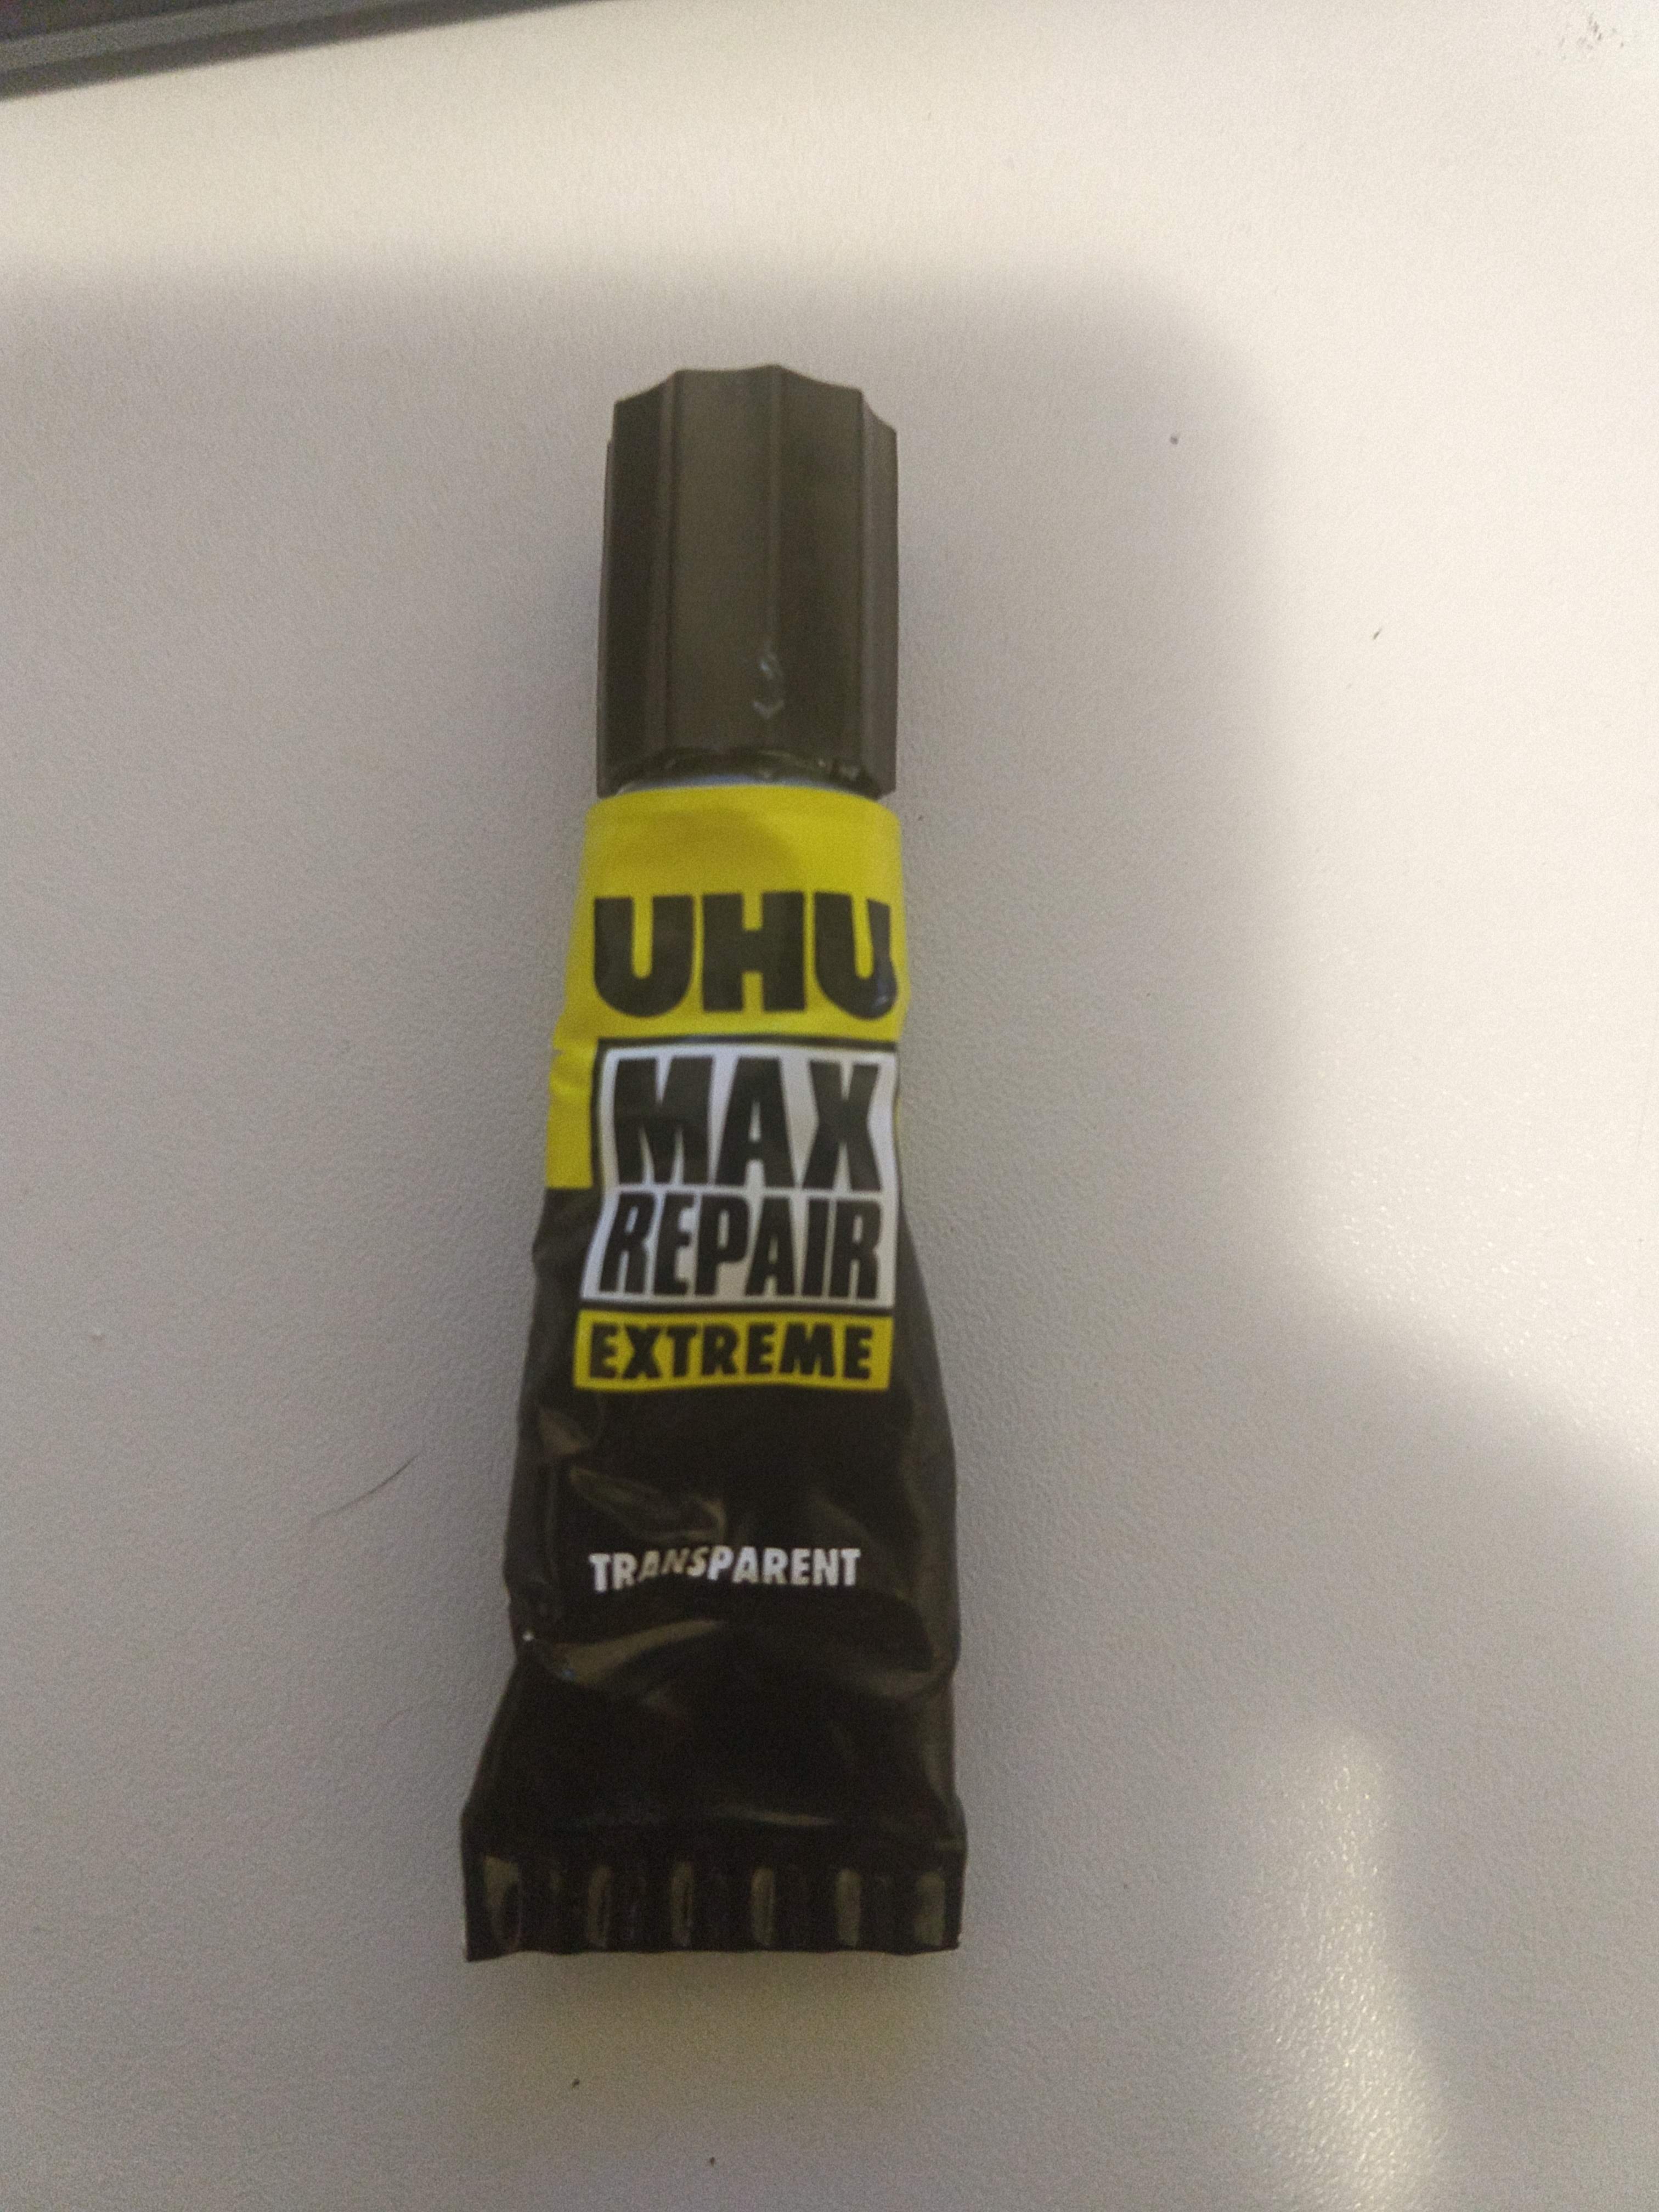 UHU
MAX
REPAIR
EXTREME
TRANSPARENT